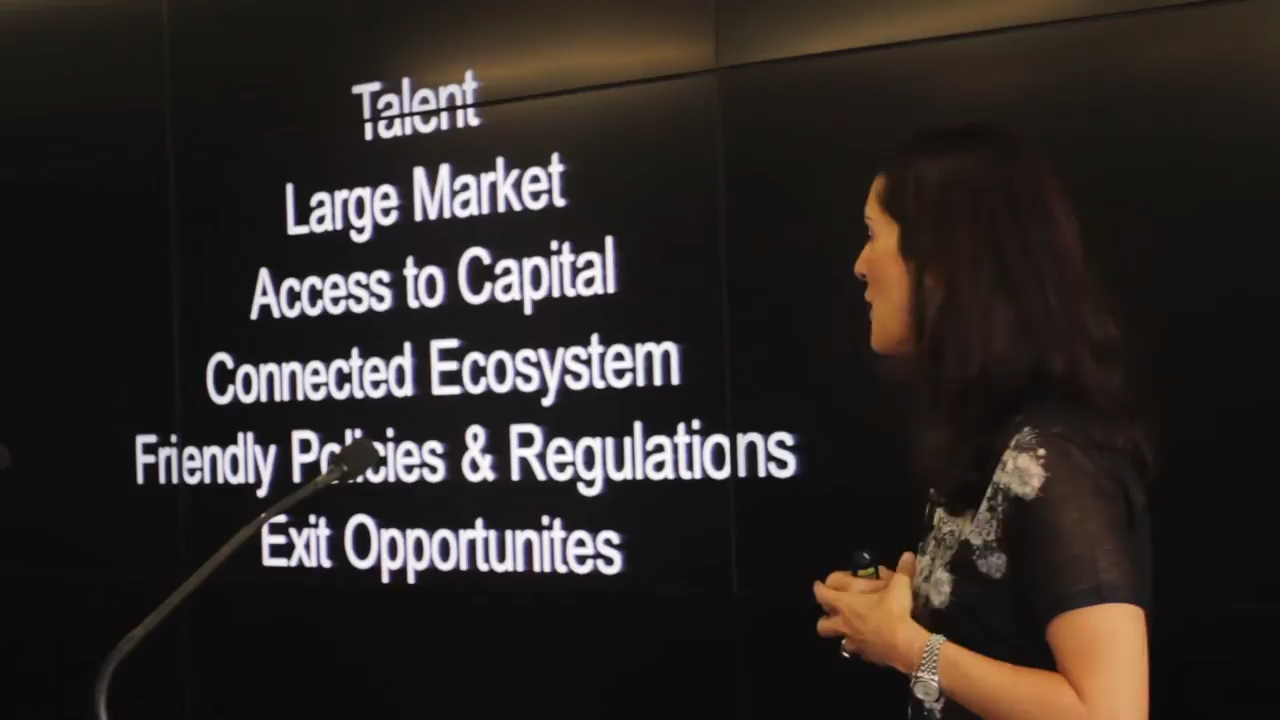 Talent
Large Market
Access to Capital
Connected Ecosystem
Friendly Policies & Regulations
Exit Opportunites